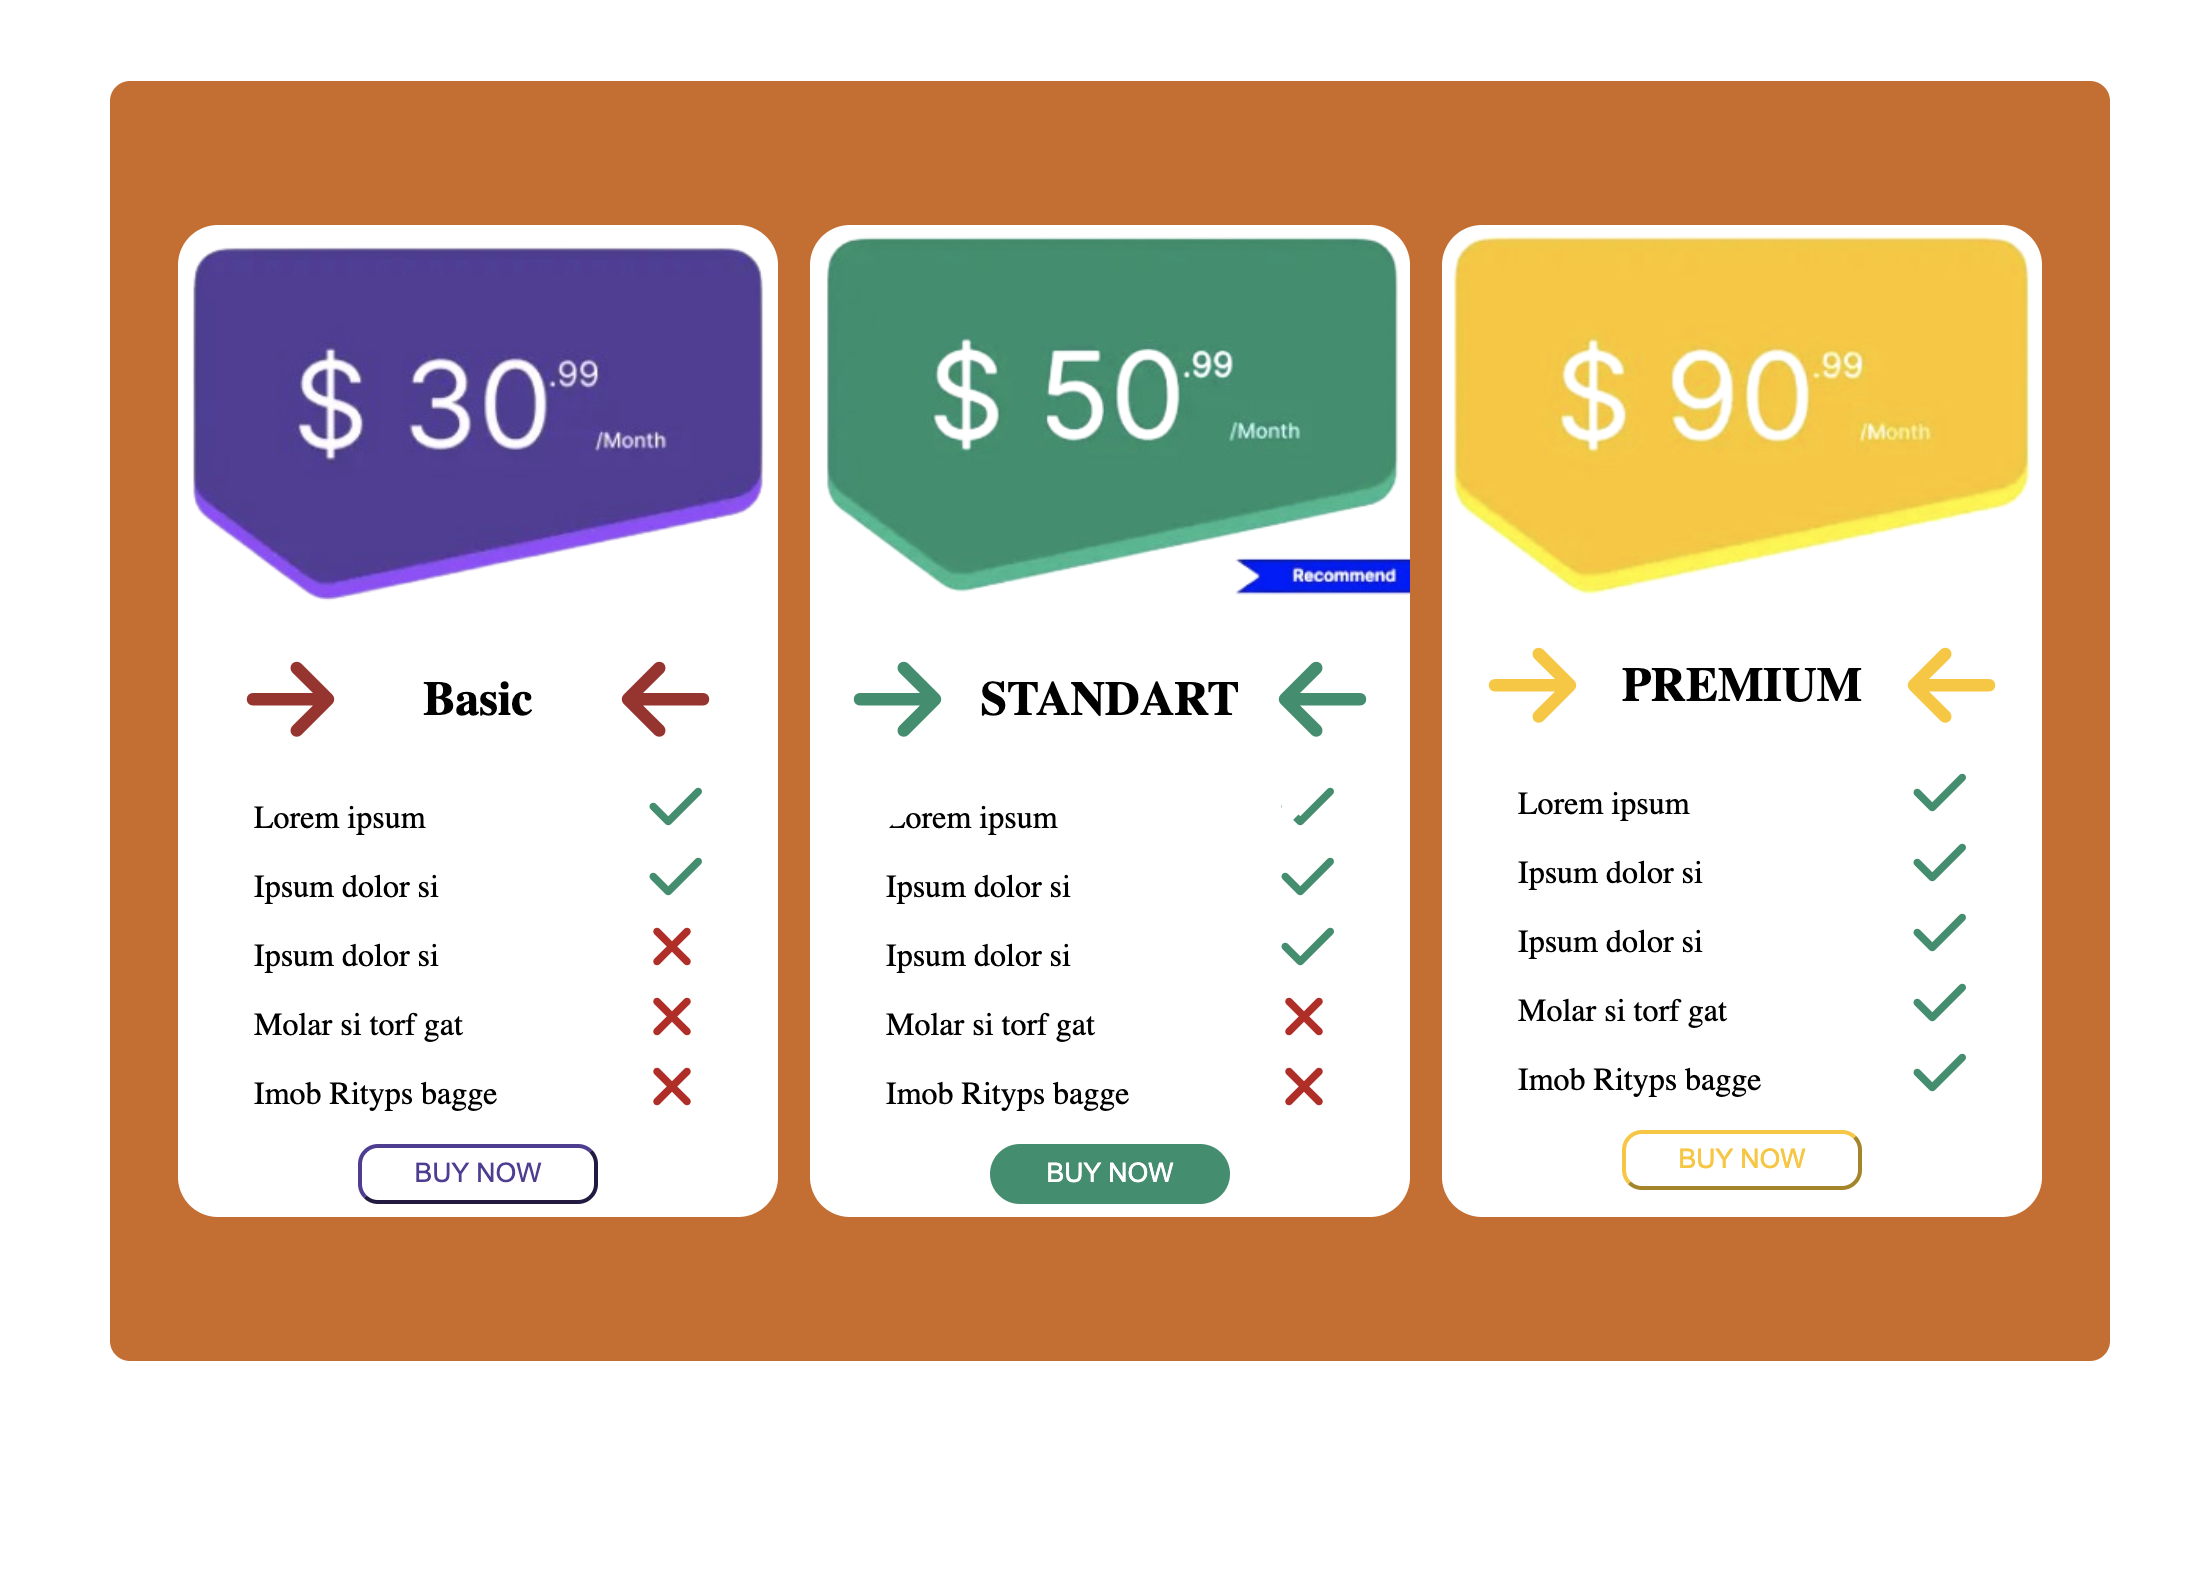 $ 30.99 /Month
Basic
Lorem ipsum
Ipsum dolor si
Ipsum dolor si
Molar si torf gat
Imob Rityps bagge
BUY NOW
$ 50.99 /Month
Recommend
STANDART
Lorem ipsum
Ipsum dolor si
Ipsum dolor si
Molar si torf gat
Imob Rityps bagge
BUY NOW
$ 90.99 /Month
PREMIUM
Lorem ipsum
Ipsum dolor si
Ipsum dolor si
Molar si torf gat
Imob Rityps bagge
BUY NOW